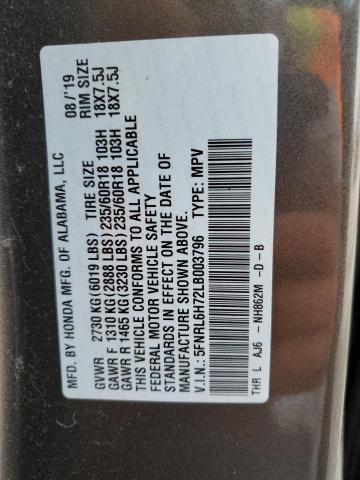 MFD. BY HONDA MFG. OF ALABAMA, LLC 08/'19
GVWR 2730 KG(6019 LBS) TIRE SIZE RIM SIZE
GAWR F 1310 KG(2888 LBS) 235/60R18 103H 18X7.5J
GAWR R 1465 KG(3230 LBS) 235/60R18 103H 18X7.5J
THIS VEHICLE CONFORMS TO ALL APPLICABLE
FEDERAL MOTOR VEHICLE SAFETY
STANDARDS IN EFFECT ON THE DATE OF
MANUFACTURE SHOWN ABOVE.
V.I.N.: 5FNRL6H72LB003796 TYPE: MPV
THR L AJ6 - NH862M -D -B